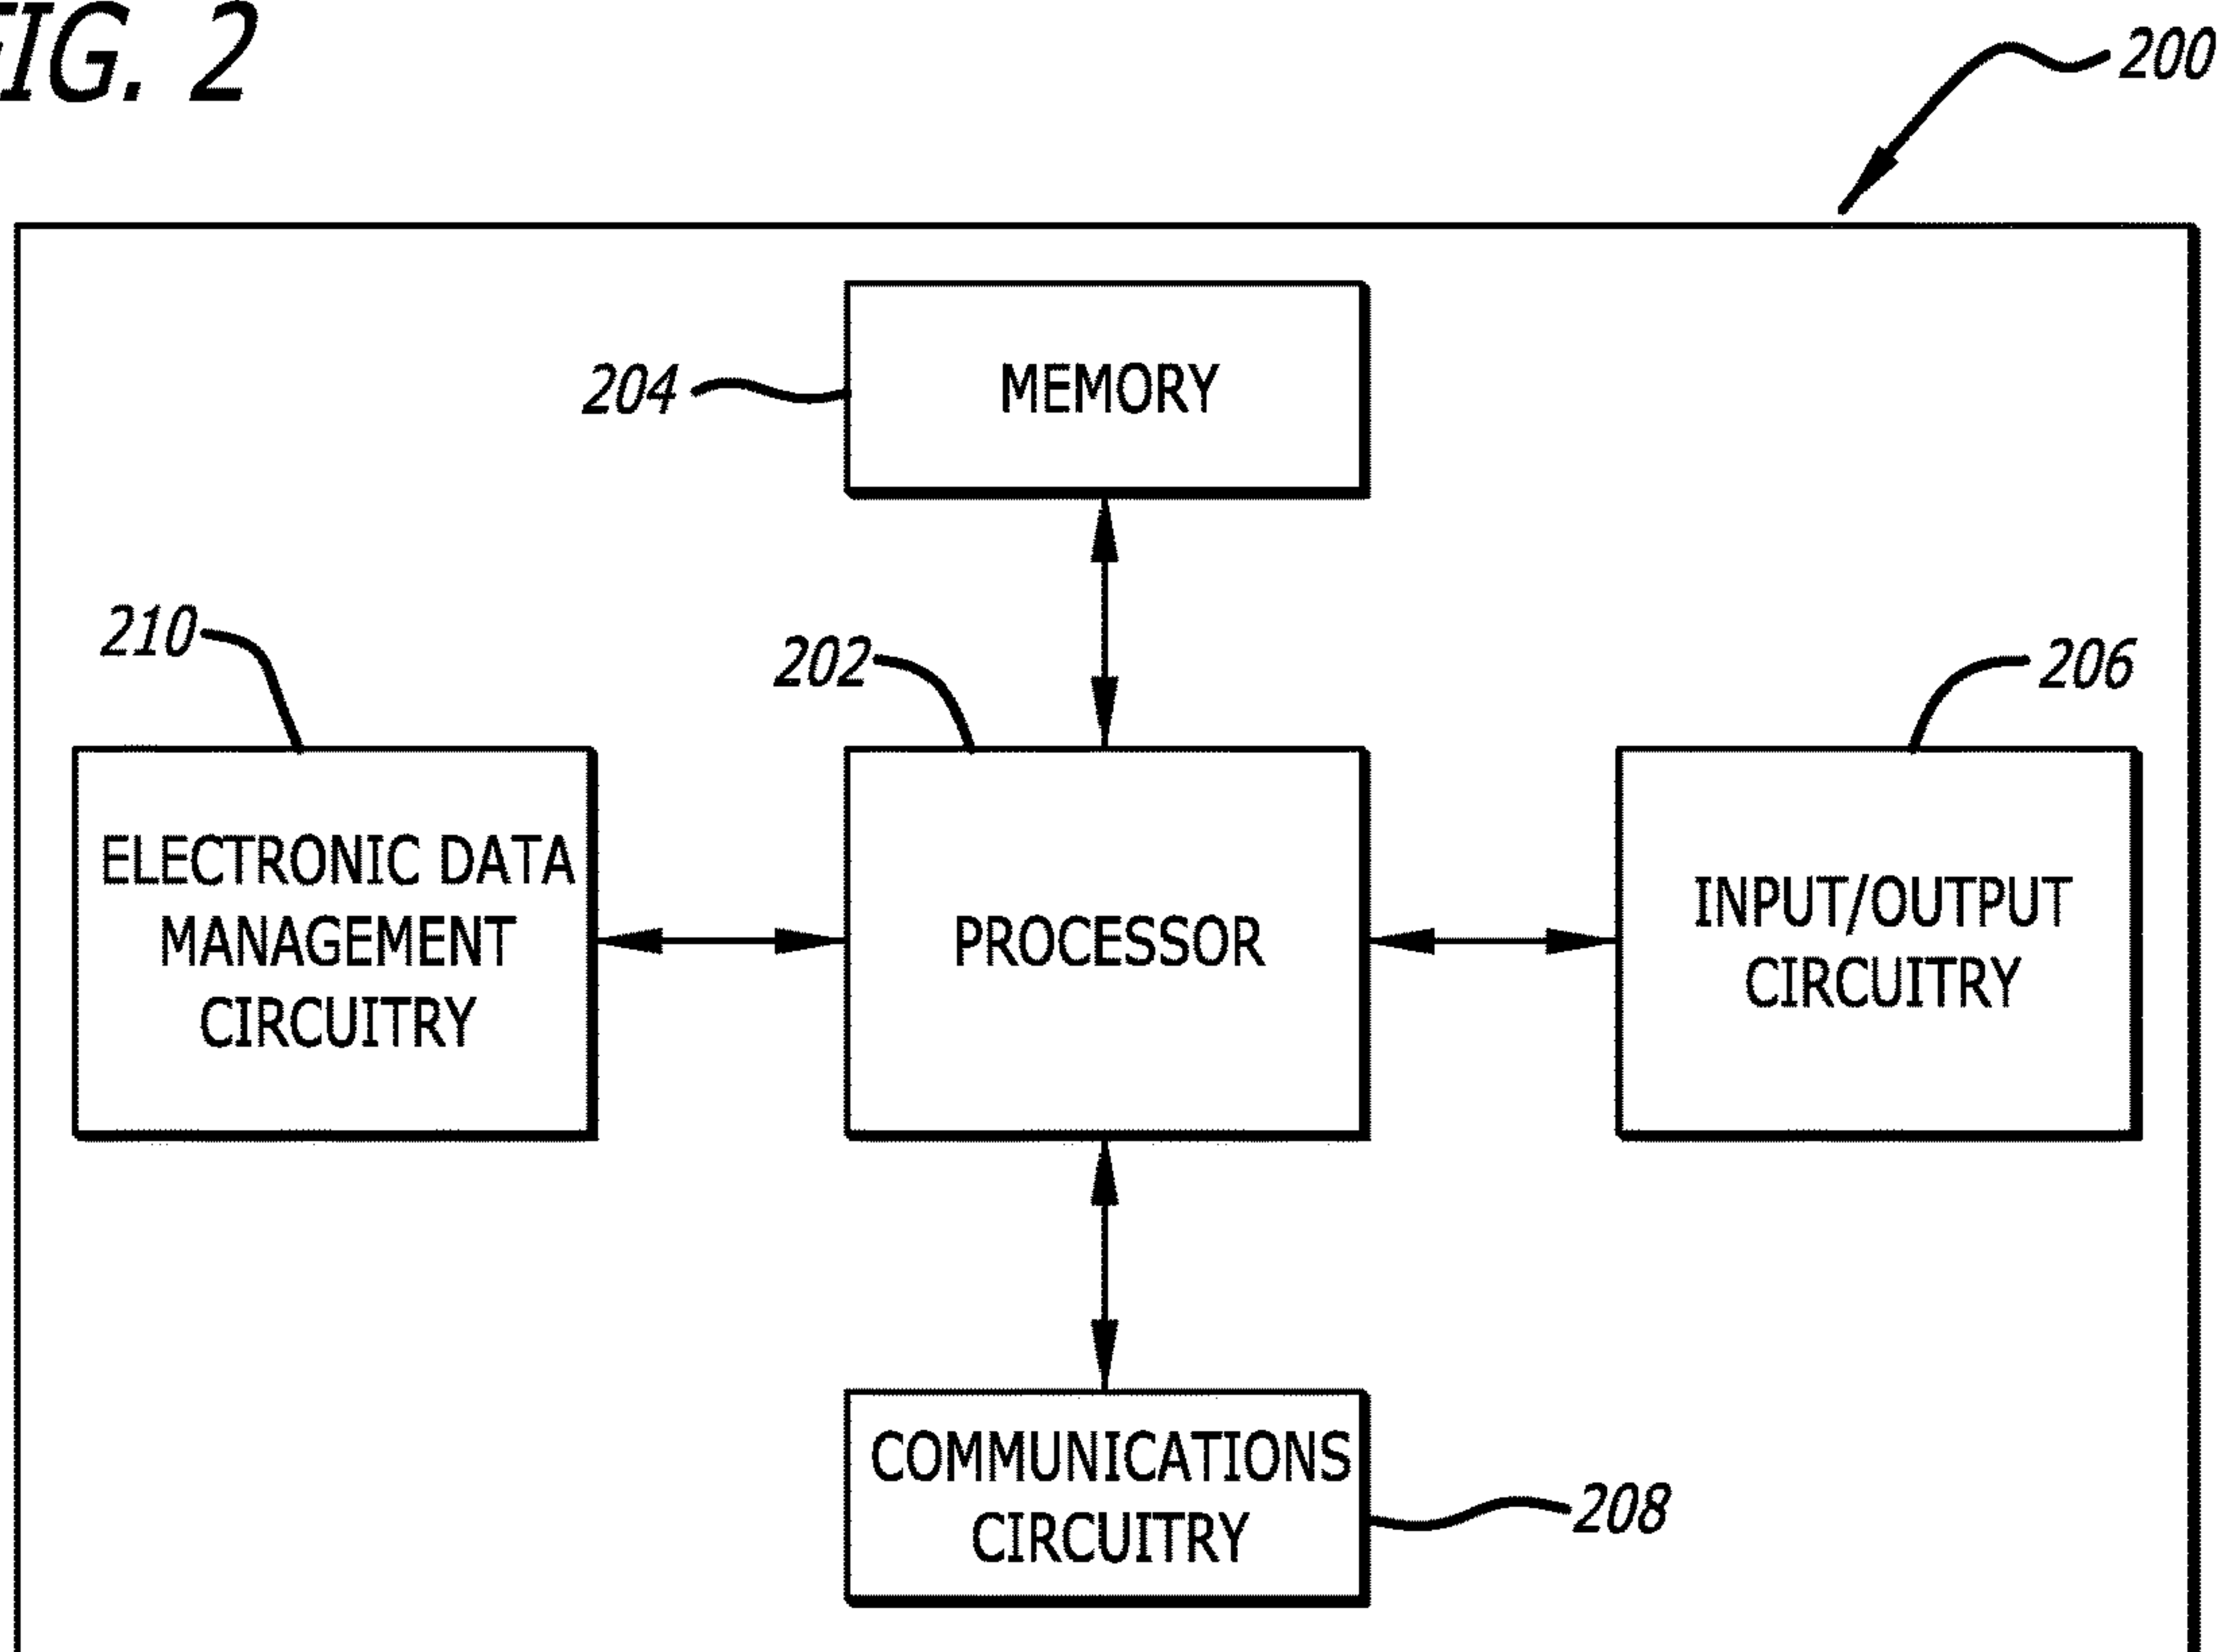 FIG. 2
200
MEMORY
204
210
202
206
ELECTRONIC DATA
MANAGEMENT
CIRCUITRY
PROCESSOR
INPUT/OUTPUT
CIRCUITRY
COMMUNICATIONS
CIRCUITRY
208